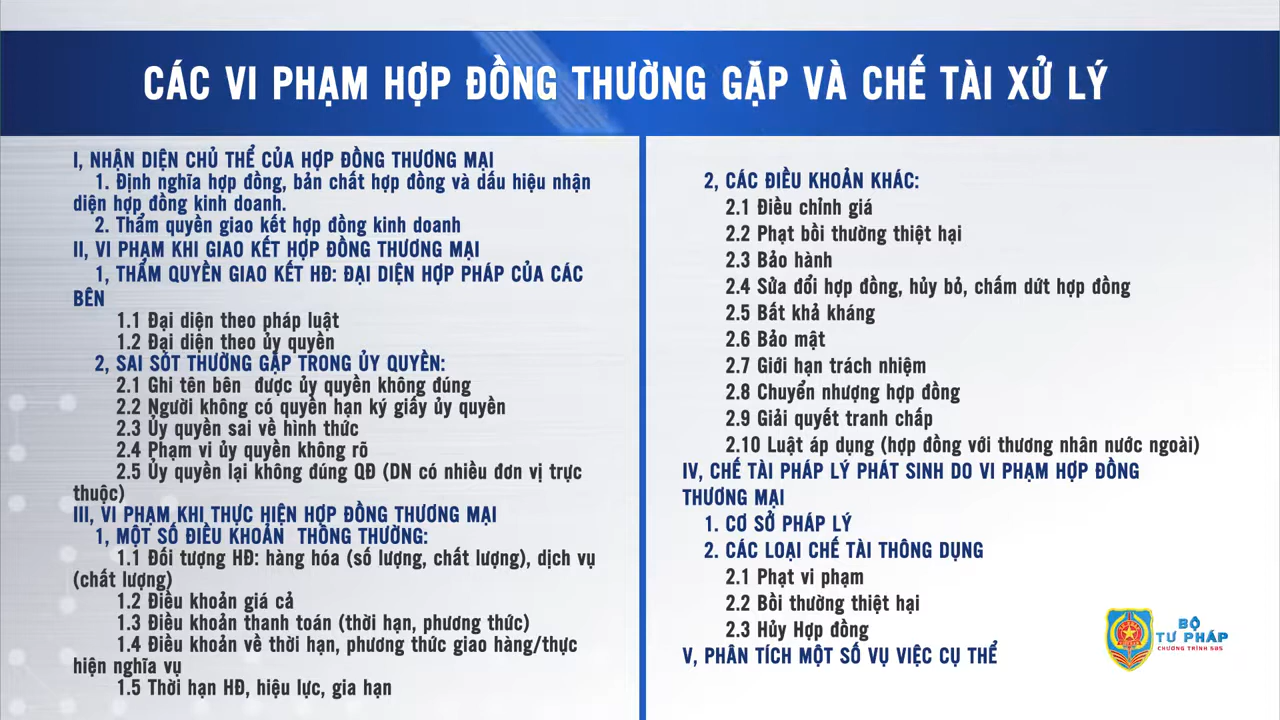 CÁC VI PHẠM HỢP ĐỒNG THƯỜNG GẶP VÀ CHẾ TÀI XỬ LÝ
I, NHẬN DIỆN CHỦ THỂ CỦA HỢP ĐỒNG THƯƠNG MẠI
1. Định nghĩa hợp đồng, bản chất hợp đồng và dấu hiệu nhận
diện hợp đồng kinh doanh.
2. Thẩm quyền giao kết hợp đồng kinh doanh
II, VI PHẠM KHI GIAO KẾT HỢP ĐỒNG THƯƠNG MẠI
1, THẨM QUYỀN GIAO KẾT HĐ: ĐẠI DIỆN HỢP PHÁP CỦA CÁC
BÊN
1.1 Đại diện theo pháp luật
1.2 Đại diện theo ủy quyền
2, SAI SÓT THƯỜNG GẶP TRONG ỦY QUYỀN:
2.1 Ghi tên bên được ủy quyền không đúng
2.2 Người không có quyền hạn ký giấy ủy quyền
2.3 Ủy quyền sai về hình thức
2.4 Phạm vi ủy quyền không rõ
2.5 Ủy quyền lại không đúng QĐ (DN có nhiều đơn vị trực
thuộc)
III, VI PHẠM KHI THỰC HIỆN HỢP ĐỒNG THƯƠNG MẠI
1, MỘT SỐ ĐIỀU KHOẢN THÔNG THƯỜNG:
1.1 Đối tượng HĐ: hàng hóa (số lượng, chất lượng), dịch vụ
(chất lượng)
1.2 Điều khoản giá cả
1.3 Điều khoản thanh toán (thời hạn, phương thức)
1.4 Điều khoản về thời hạn, phương thức giao hàng/thực
hiện nghĩa vụ
1.5 Thời hạn HĐ, hiệu lực, gia hạn
2, CÁC ĐIỀU KHOẢN KHÁC:
2.1 Điều chỉnh giá
2.2 Phạt bồi thường thiệt hại
2.3 Bảo hành
2.4 Sửa đổi hợp đồng, hủy bỏ, chấm dứt hợp đồng
2.5 Bất khả kháng
2.6 Bảo mật
2.7 Giới hạn trách nhiệm
2.8 Chuyển nhượng hợp đồng
2.9 Giải quyết tranh chấp
2.10 Luật áp dụng (hợp đồng với thương nhân nước ngoài)
IV, CHẾ TÀI PHÁP LÝ PHÁT SINH DO VI PHẠM HỢP ĐỒNG
THƯƠNG MẠI
1. CƠ SỞ PHÁP LÝ
2. CÁC LOẠI CHẾ TÀI THÔNG DỤNG
2.1 Phạt vi phạm
2.2 Bồi thường thiệt hại
2.3 Hủy Hợp đồng
V, PHÂN TÍCH MỘT SỐ VỤ VIỆC CỤ THỂ
BỘ
TƯ PHÁP
CHƯƠNG TRÌNH 585